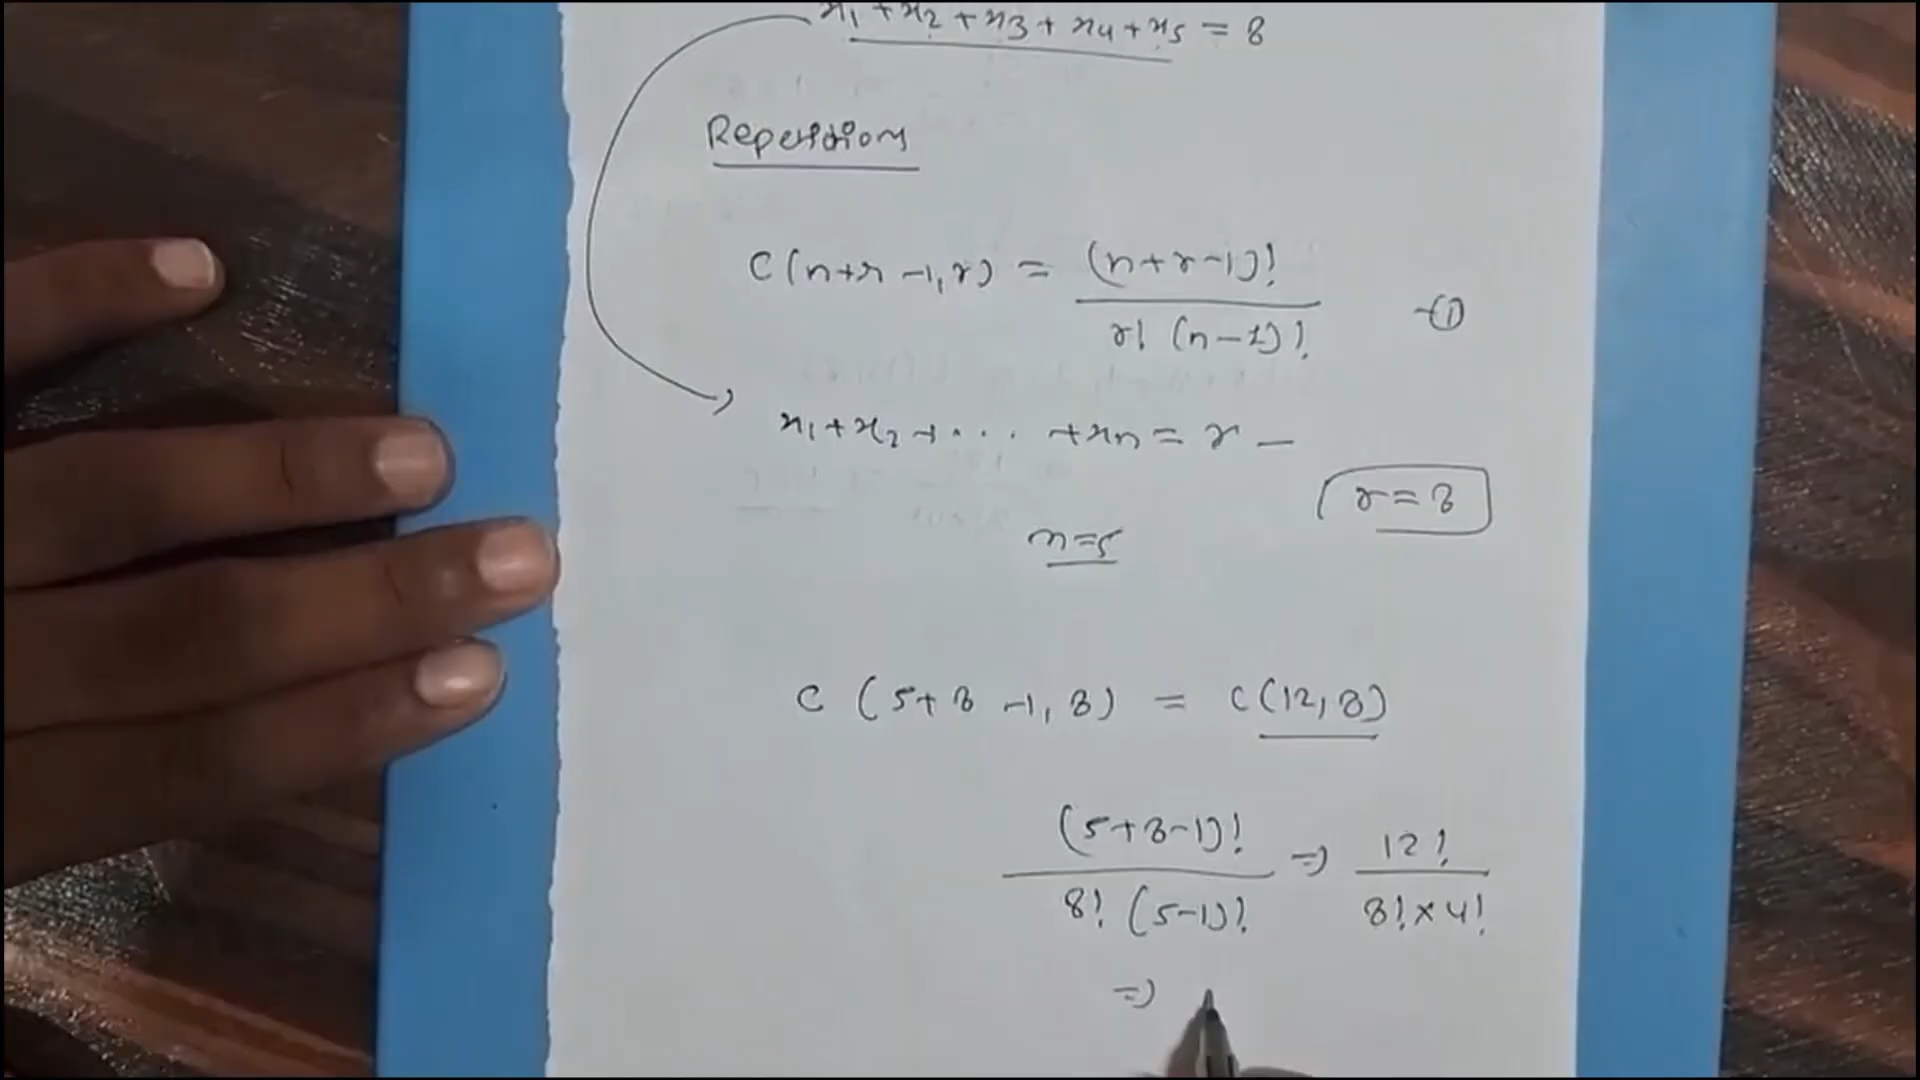 x₁ + x₂ + x₃ + x₄ + x₅ = 8
Repetitions
C(n+r-1, r) = (n+r-1)! / r! (n-1)! -①
x₁ + x₂ + ... + xₙ = r —
r = 8
n = 5
C (5+8-1, 8) = C(12, 8)
(5+8-1)! / 8! (5-1)! ⇒ 12! / 8! × 4!
⇒